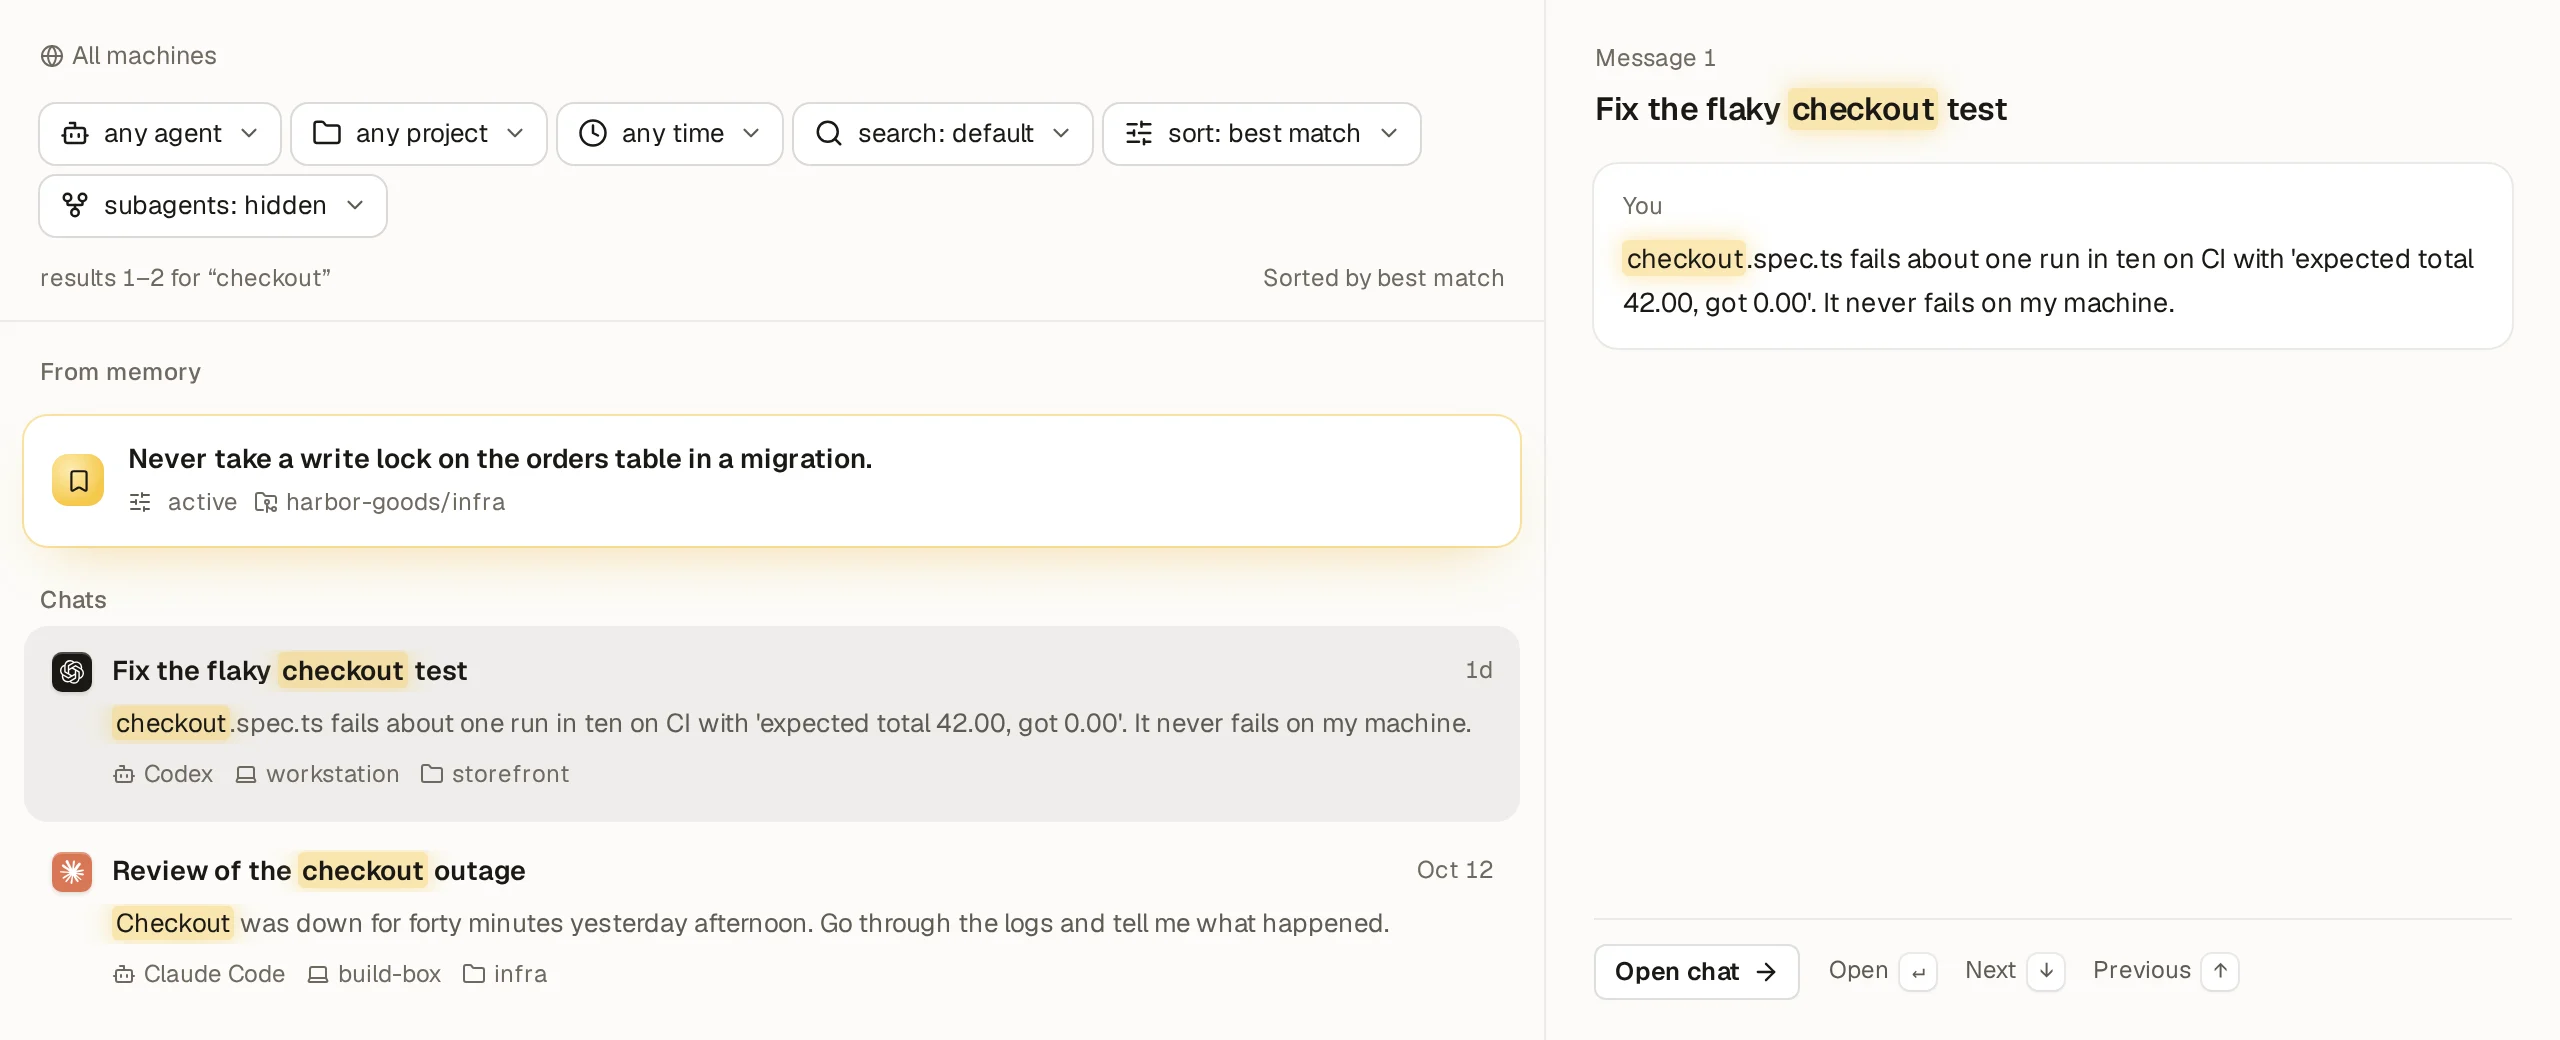 All machines
any agent
any project
any time
search: default
sort: best match
subagents: hidden
results 1–2 for “checkout”
Sorted by best match
From memory
Never take a write lock on the orders table in a migration.
active harbor-goods/infra
Chats
Fix the flaky checkout test
1d
checkout.spec.ts fails about one run in ten on CI with 'expected total 42.00, got 0.00'. It never fails on my machine.
Codex workstation storefront
Review of the checkout outage
Oct 12
Checkout was down for forty minutes yesterday afternoon. Go through the logs and tell me what happened.
Claude Code build-box infra
Message 1
Fix the flaky checkout test
You
checkout.spec.ts fails about one run in ten on CI with 'expected total
42.00, got 0.00'. It never fails on my machine.
Open chat →
Open ↵ Next ↓ Previous ↑